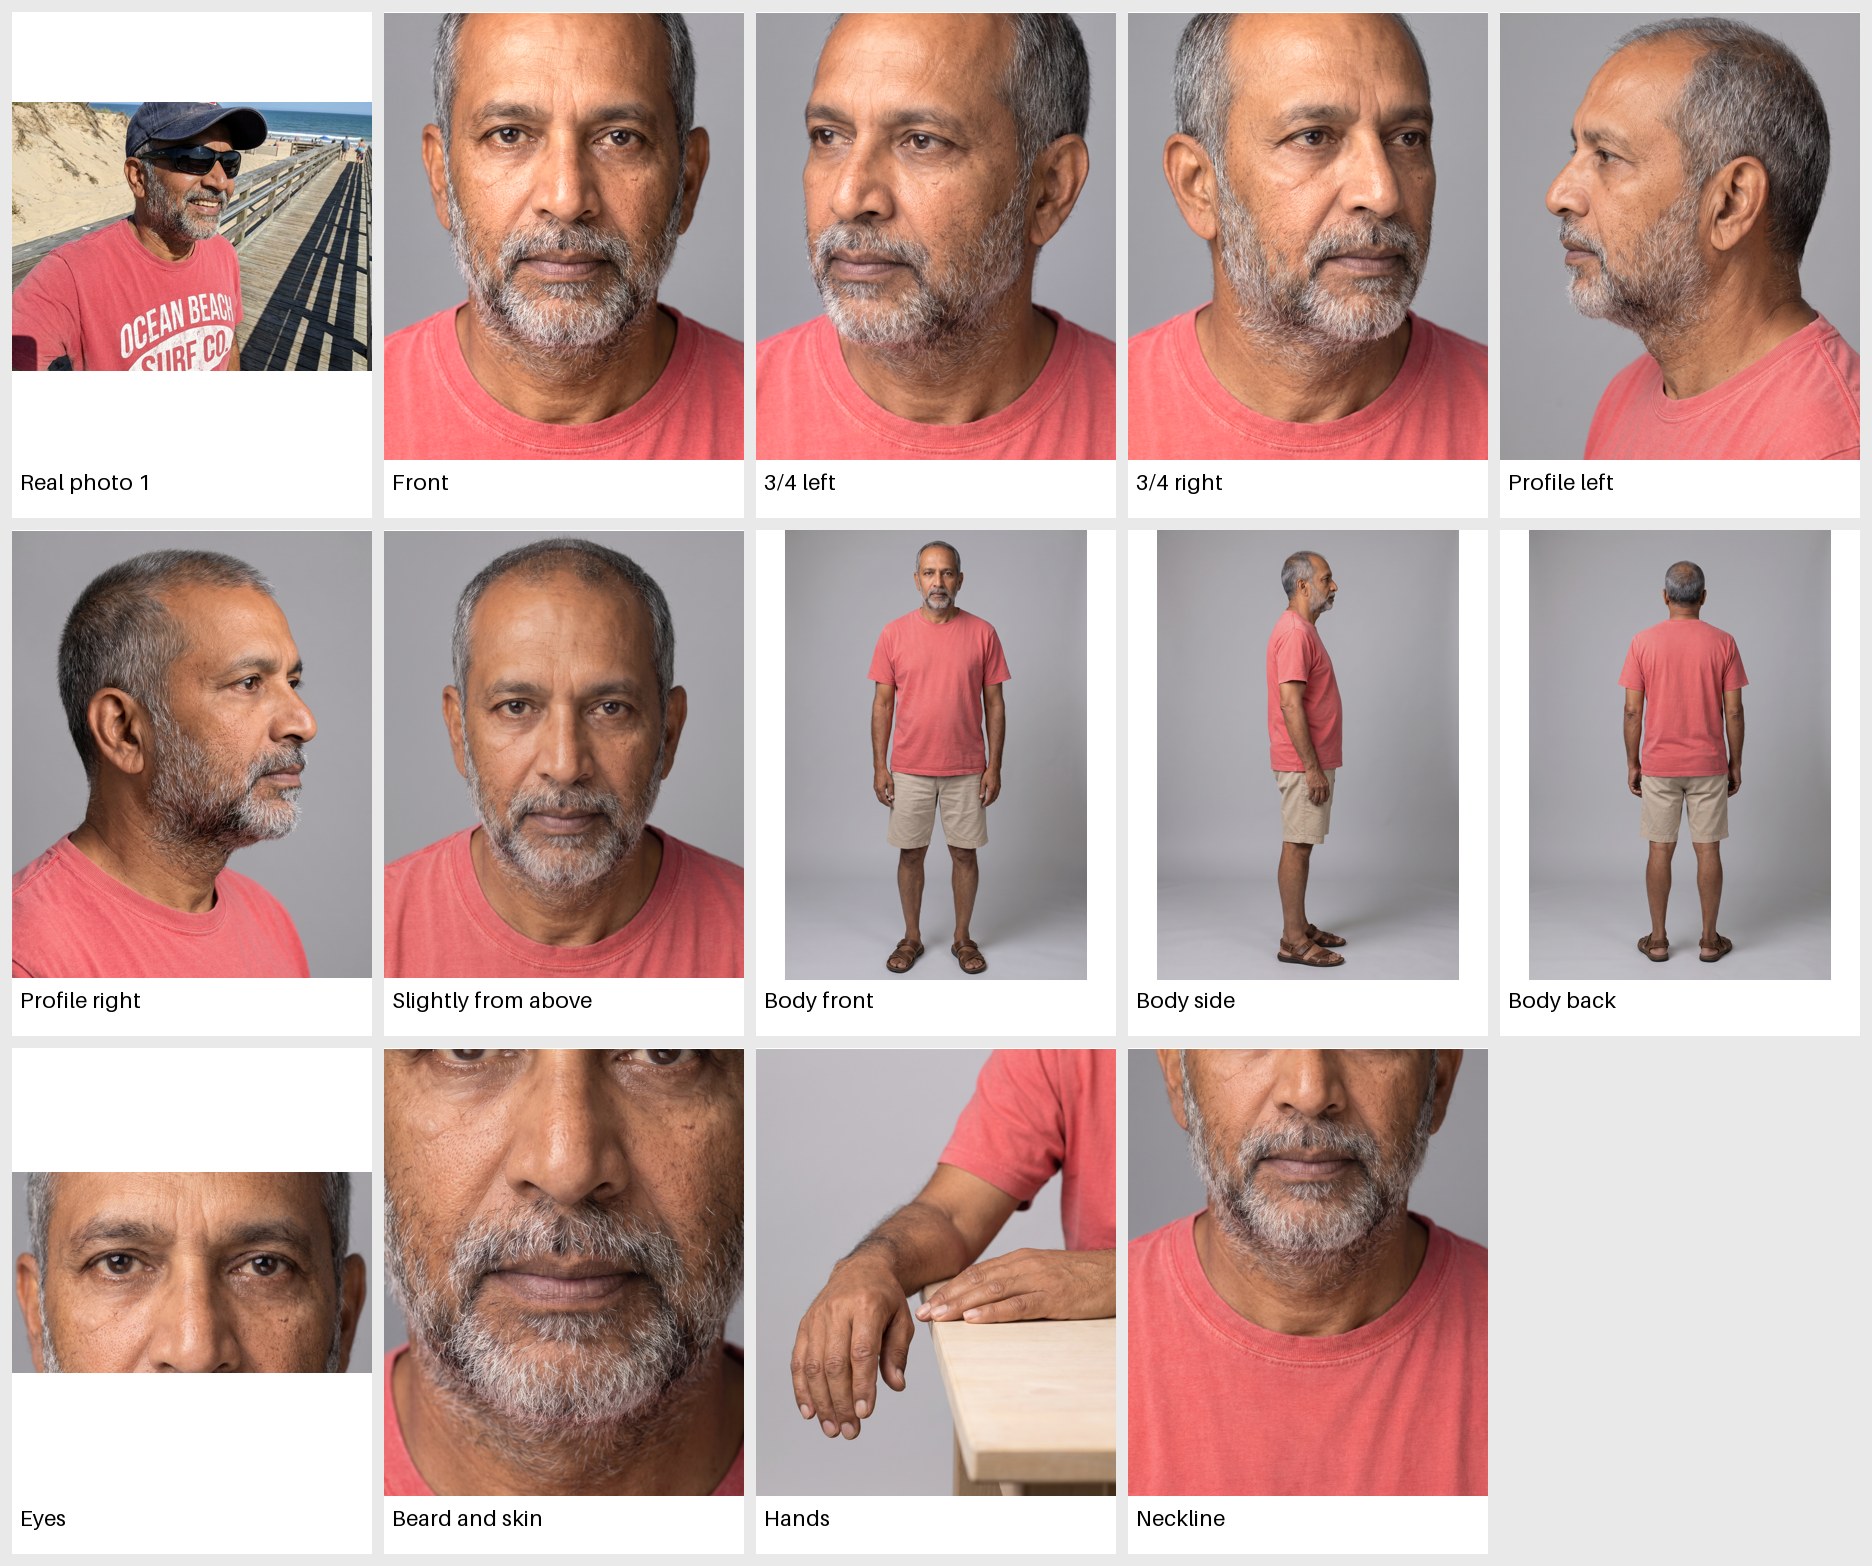 OCEAN BEACH
SURF CO.
Real photo 1
Front
3/4 left
3/4 right
Profile left
Profile right
Slightly from above
Body front
Body side
Body back
Eyes
Beard and skin
Hands
Neckline